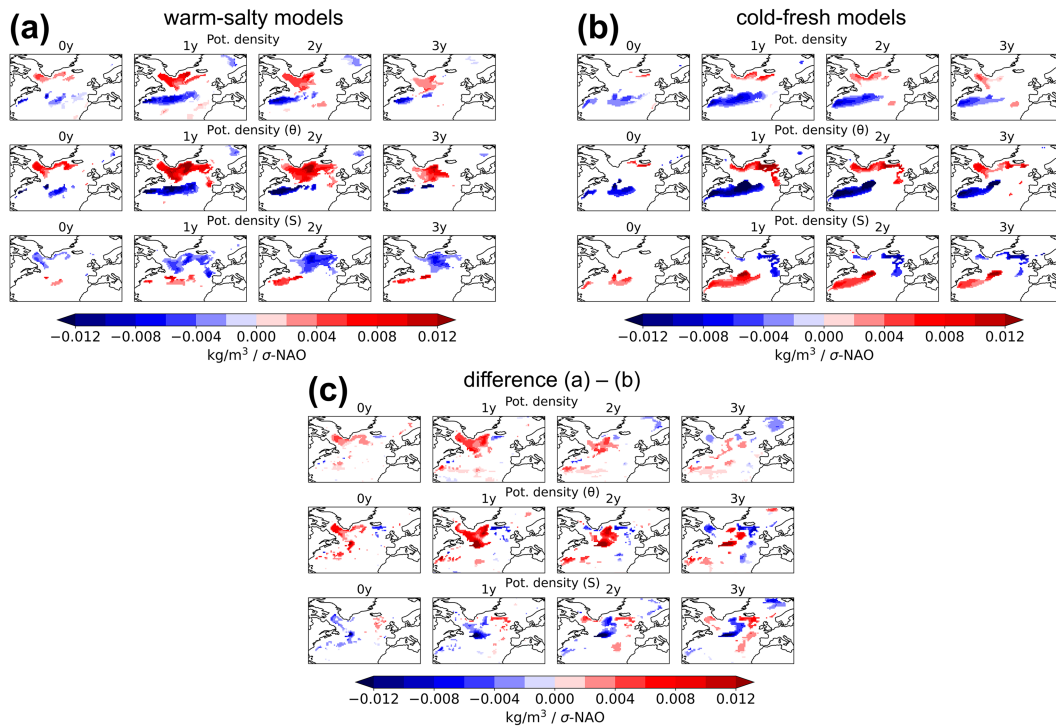 (a)
warm-salty models
Pot. density
0y 1y 2y 3y
Pot. density (θ)
0y 1y 2y 3y
Pot. density (S)
0y 1y 2y 3y
−0.012 −0.008 −0.004 0.000 0.004 0.008 0.012
kg/m³ / σ-NAO
(b)
cold-fresh models
Pot. density
0y 1y 2y 3y
Pot. density (θ)
0y 1y 2y 3y
Pot. density (S)
0y 1y 2y 3y
−0.012 −0.008 −0.004 0.000 0.004 0.008 0.012
kg/m³ / σ-NAO
(c)
difference (a) – (b)
Pot. density
0y 1y 2y 3y
Pot. density (θ)
0y 1y 2y 3y
Pot. density (S)
0y 1y 2y 3y
−0.012 −0.008 −0.004 0.000 0.004 0.008 0.012
kg/m³ / σ-NAO